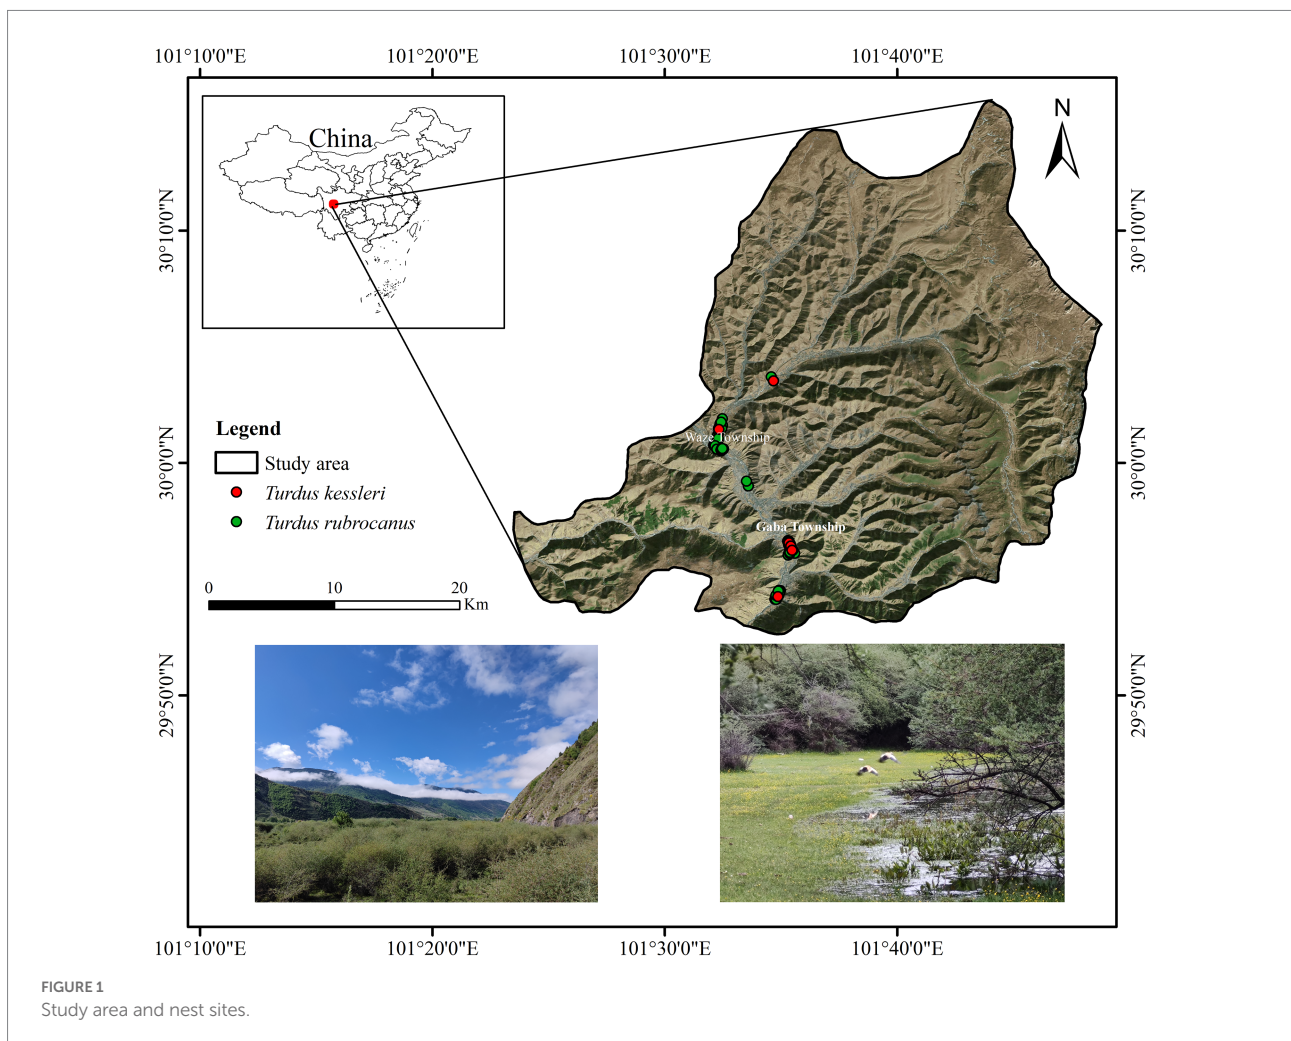 101°10'0"E 101°20'0"E 101°30'0"E 101°40'0"E
N
China
30°10'0"N
30°10'0"N
Waze Township
Legend
Study area
30°0'0"N
30°0'0"N
Turdus kessleri
Turdus rubrocanus
Gaba Township
0 10 20
Km
29°50'0"N
29°50'0"N
101°10'0"E 101°20'0"E 101°30'0"E 101°40'0"E
FIGURE 1
Study area and nest sites.